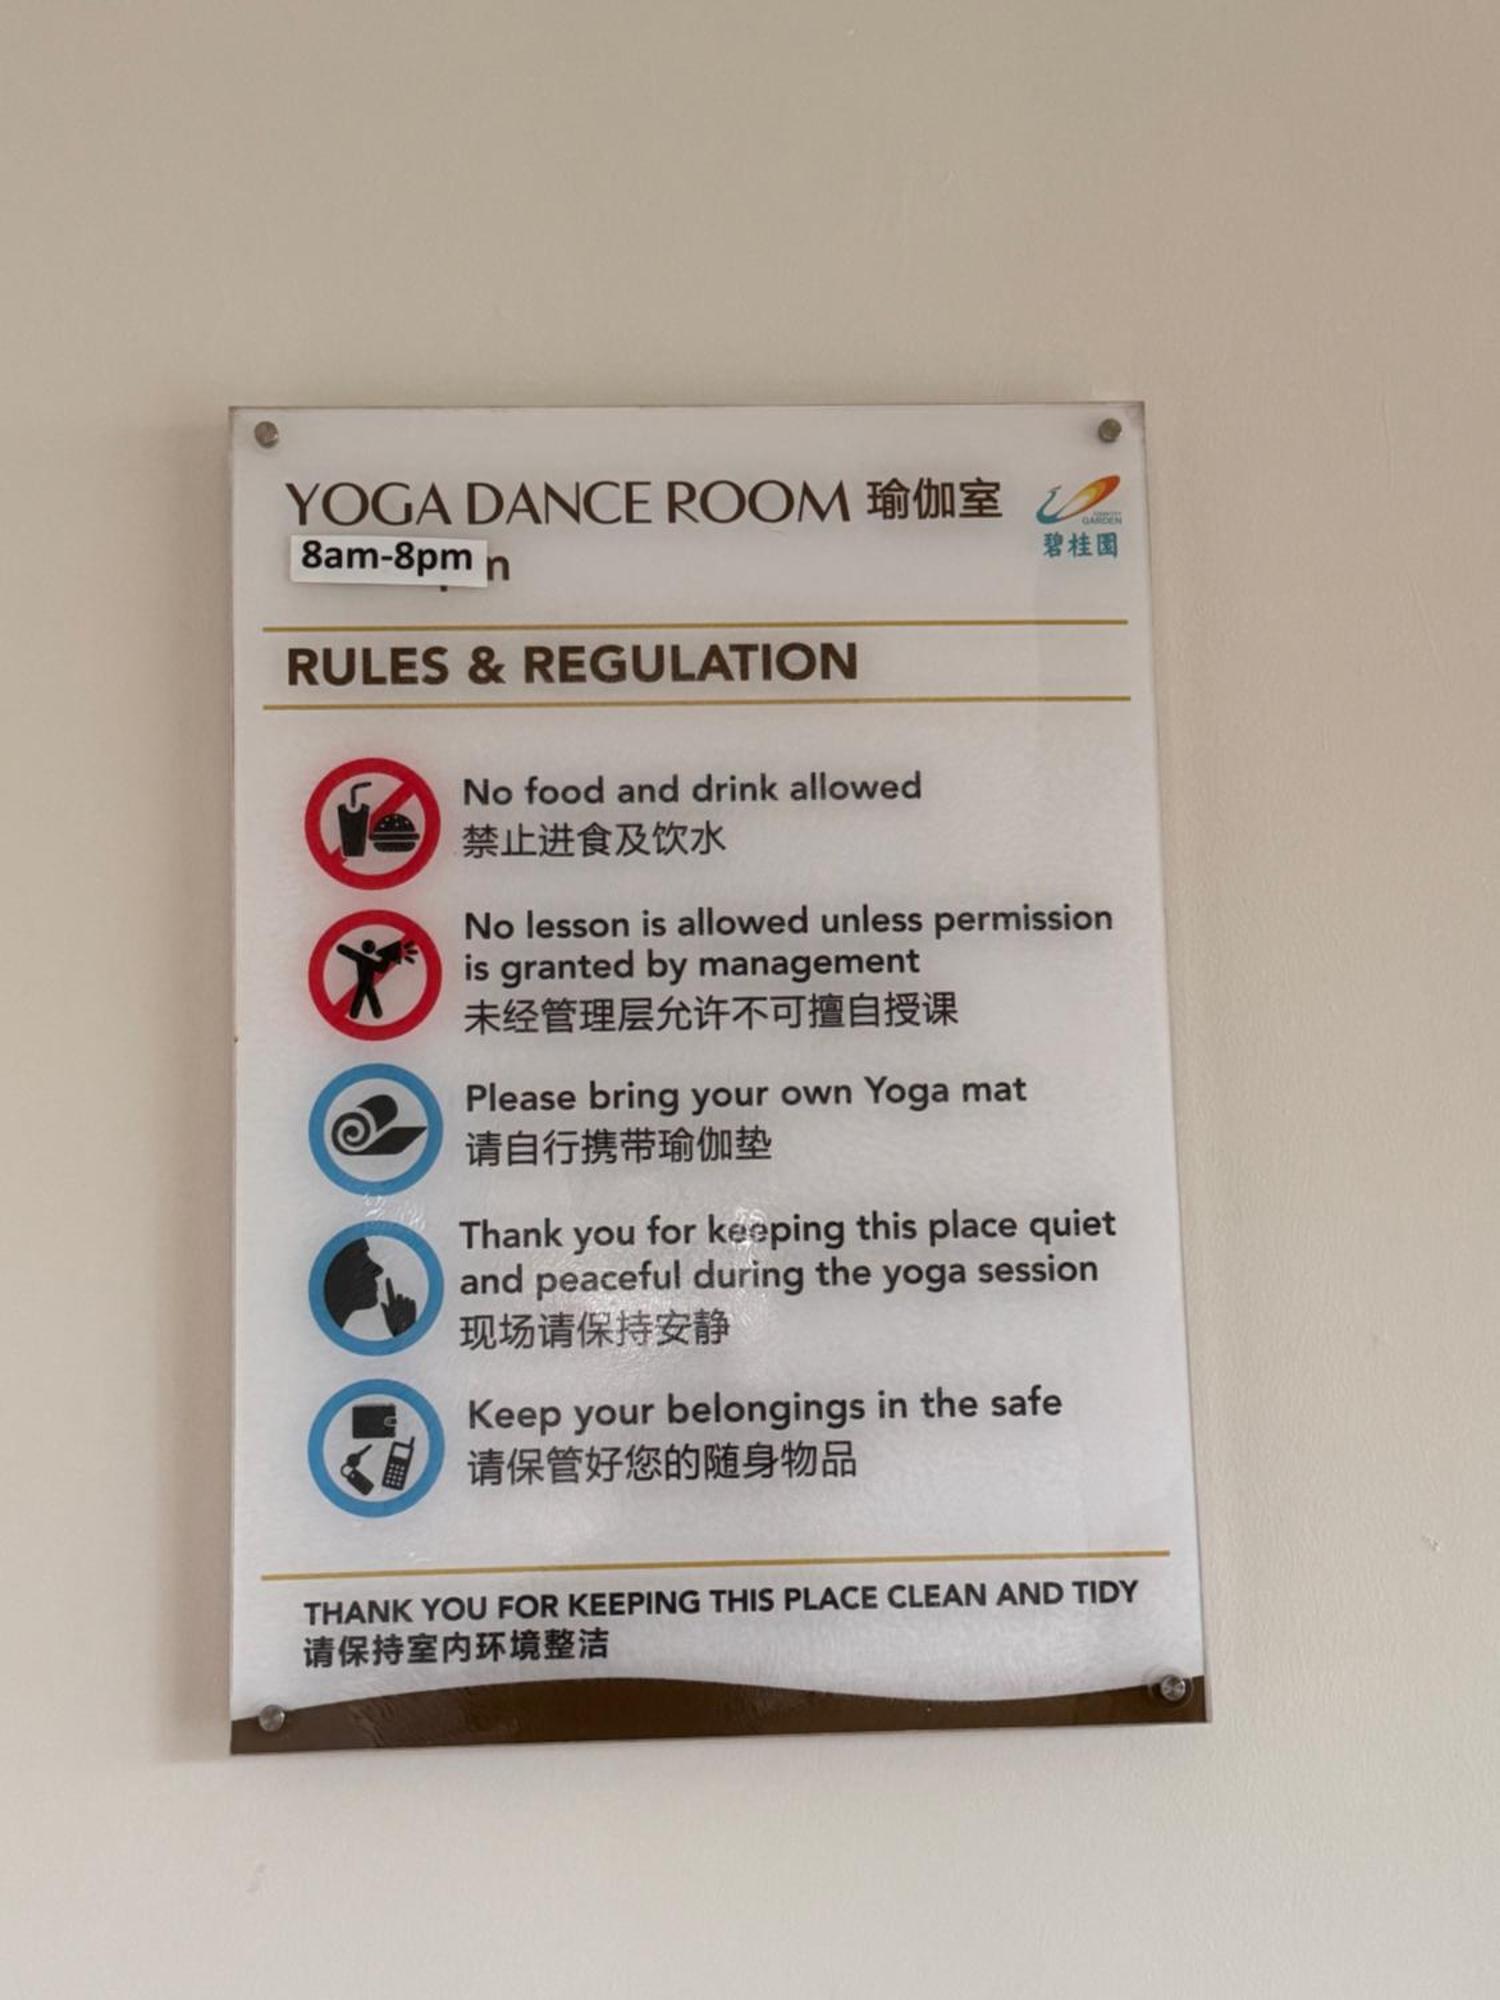 YOGA DANCE ROOM 瑜伽室
COUNTRY
GARDEN
碧桂園
8am-8pm
RULES & REGULATION
No food and drink allowed
禁止进食及饮水
No lesson is allowed unless permission
is granted by management
未经管理层允许不可擅自授课
Please bring your own Yoga mat
请自行携带瑜伽垫
Thank you for keeping this place quiet
and peaceful during the yoga session
现场请保持安静
Keep your belongings in the safe
请保管好您的随身物品
THANK YOU FOR KEEPING THIS PLACE CLEAN AND TIDY
请保持室内环境整洁